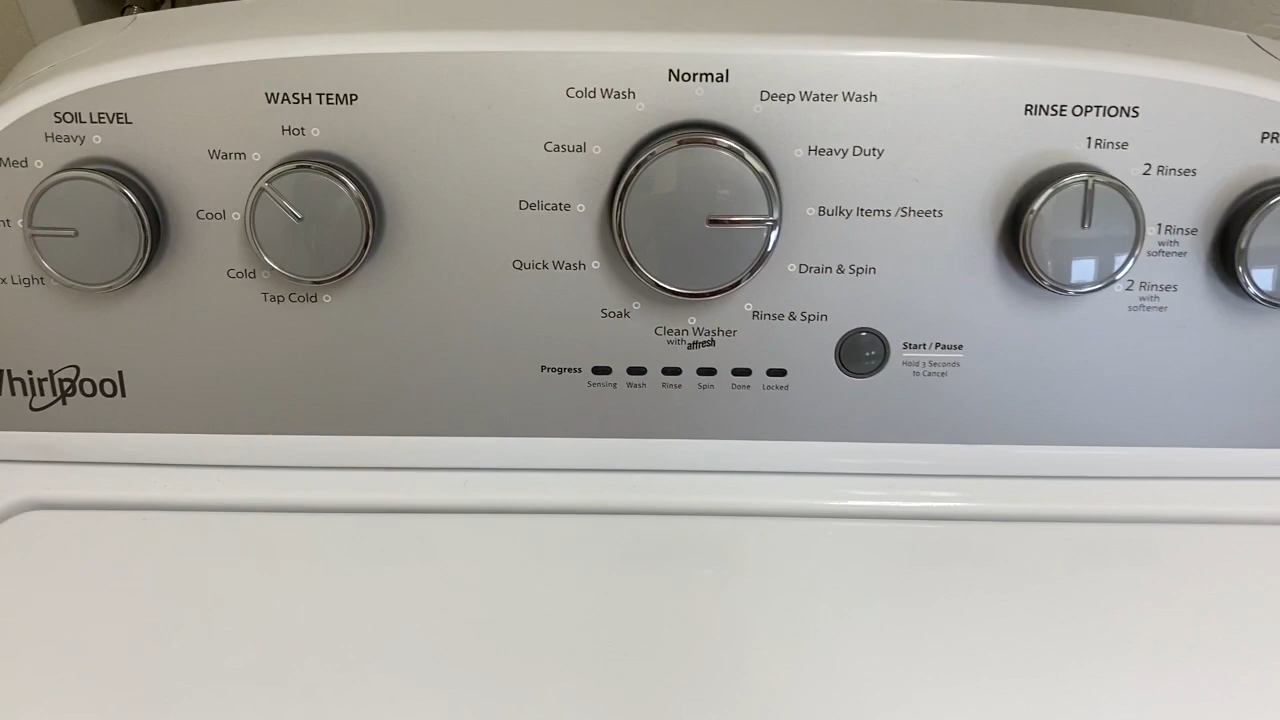 SOIL LEVEL
Heavy
Med
x Light
WASH TEMP
Hot
Warm
Cool
Cold
Tap Cold
Normal
Cold Wash
Casual
Delicate
Quick Wash
Soak
Clean Washer
with affresh
Rinse & Spin
Drain & Spin
Bulky Items /Sheets
Heavy Duty
Deep Water Wash
Progress
Sensing
Wash
Rinse
Spin
Done
Locked
Start / Pause
Hold 3 Seconds
to Cancel
RINSE OPTIONS
1 Rinse
2 Rinses
1 Rinse
with
softener
2 Rinses
with
softener
Whirlpool